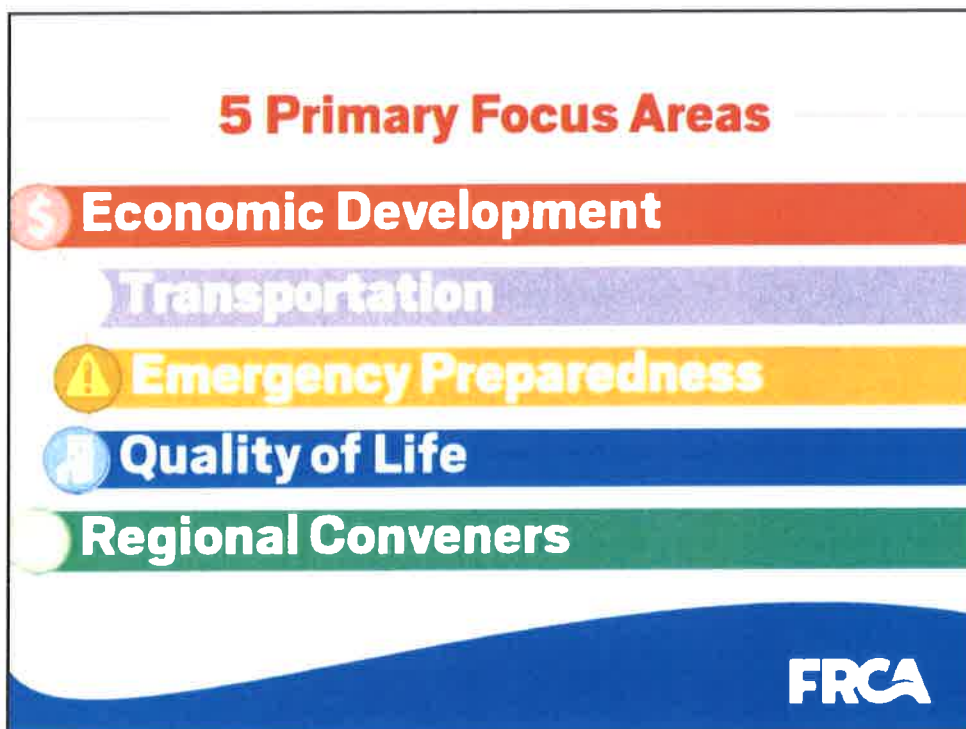 5 Primary Focus Areas
$ Economic Development
Transportation
Emergency Preparedness
Quality of Life
Regional Conveners
FRCA